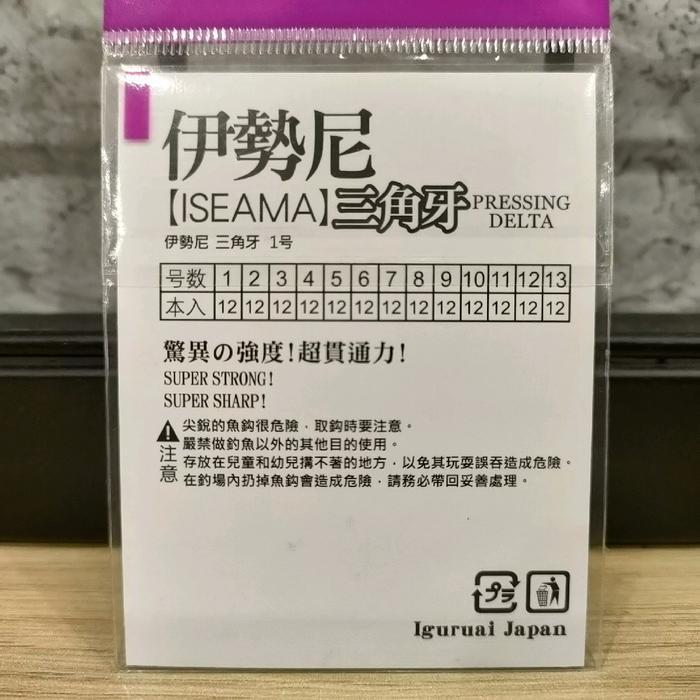 伊勢尼
【ISEAMA】三角牙 PRESSING DELTA
伊勢尼 三角牙 1号
号数 1 2 3 4 5 6 7 8 9 10 11 12 13
本入 12 12 12 12 12 12 12 12 12 12 12 12 12
驚異の強度!超貫通力!
SUPER STRONG!
SUPER SHARP!
注意
尖銳的魚鈎很危險，取鈎時要注意。
嚴禁做釣魚以外的其他目的使用。
存放在兒童和幼兒搆不著的地方，以免其玩耍誤吞造成危險。
在釣場內扔掉魚鈎會造成危險，請務必帶回妥善處理。
プラ
Iguruai Japan